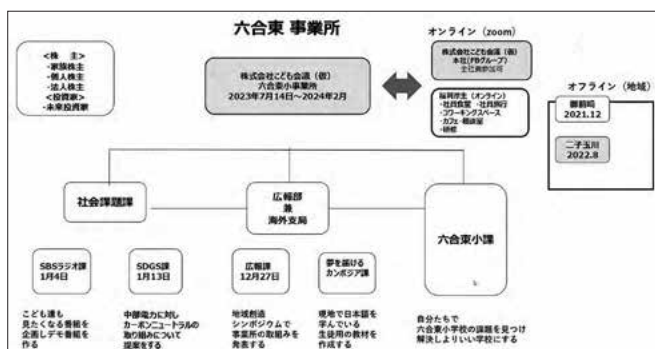 六合東 事業所
<株　主>
・家族株主
・個人株主
・法人株主
<投資家>
・未来投資家
株式会社こども会議(仮)
六合東小事業所
2023年7月14日~2024年2月
オンライン(zoom)
株式会社こども会議(仮)
本社(FBグループ)
全社員参加可
福利厚生(オンライン)
・社員食堂　・社員旅行
・コワーキングスペース
・カフェ・相談室
・研修
オフライン(地域)
御前崎
2021.12
二子玉川
2022.8
社会課題課
広報部
兼
海外支局
六合東小課
SBSラジオ課
1月4日
SDGS課
1月13日
広報課
12月27日
夢を届ける
カンボジア課
こども達も
見たくなる番組を
企画しデモ番組を
作る
中部電力に対し
カーボンニュートラルの
取り組みについて
提案をする
地域創造
シンポジウムで
事業所の取組みを
発表する
現地で日本語を
学んでいる
生徒用の教材を
作成する
自分たちで
六合東小学校の課題を見つけ
解決しよりいい学校にする